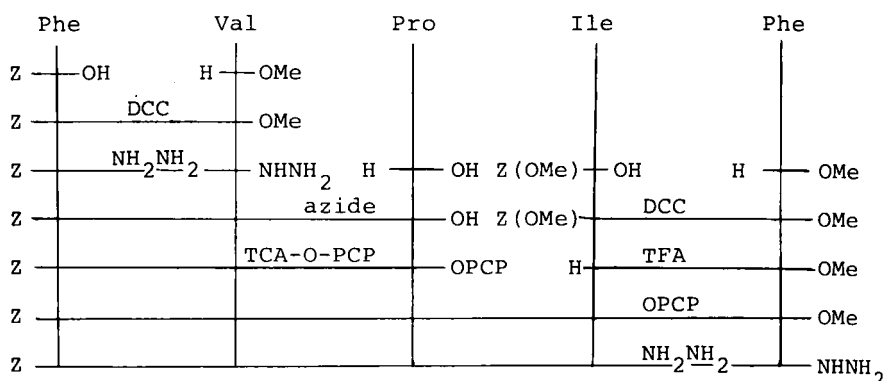 Phe Val Pro Ile Phe
Z OH H OMe
DCC
Z OMe
NH2NH2
Z NHNH2 H OH Z(OMe) OH H OMe
azide DCC
Z OH Z(OMe) OMe
TCA-O-PCP TFA
Z OPCP H OMe
OPCP
Z OMe
NH2NH2
Z NHNH2